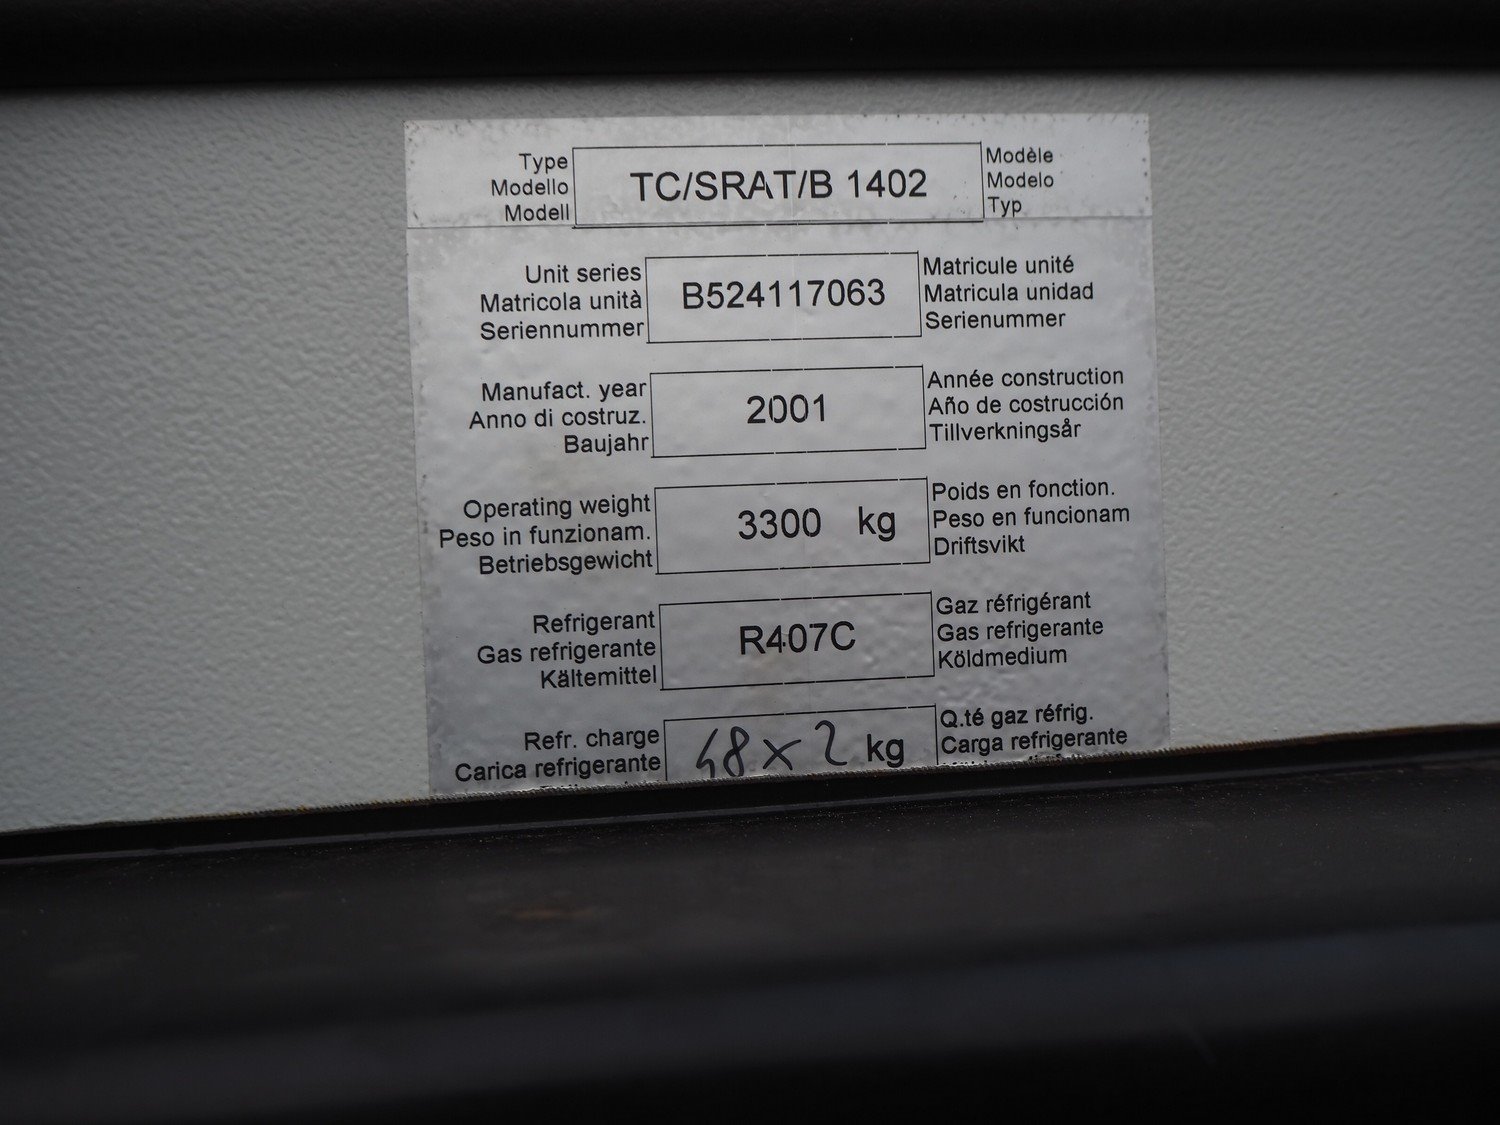 Type
Modello
Modell
TC/SRAT/B 1402
Modèle
Modelo
Typ
Unit series
Matricola unità
Seriennummer
B524117063
Matricule unité
Matricula unidad
Serienummer
Manufact. year
Anno di costruz.
Baujahr
2001
Année construction
Año de costrucción
Tillverkningsår
Operating weight
Peso in funzionam.
Betriebsgewicht
3300 kg
Poids en fonction.
Peso en funcionam
Driftsvikt
Refrigerant
Gas refrigerante
Kältemittel
R407C
Gaz réfrigérant
Gas refrigerante
Köldmedium
Refr. charge
Carica refrigerante
48 x 2 kg
Q.té gaz réfrig.
Carga refrigerante